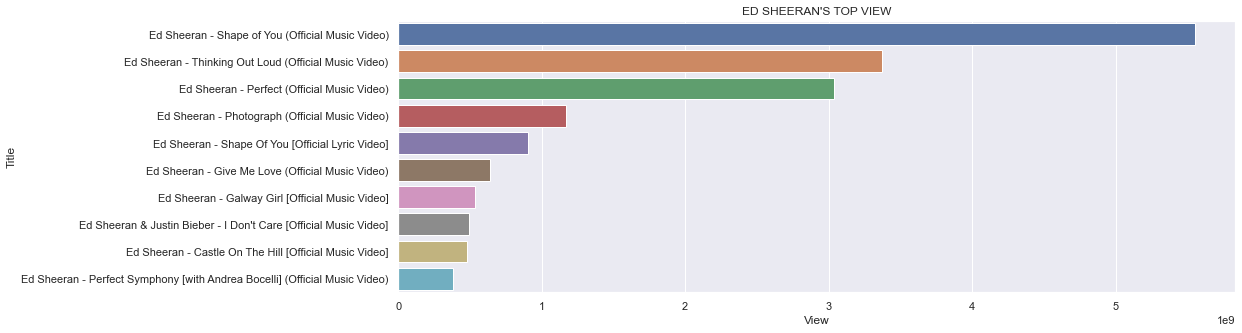 ED SHEERAN'S TOP VIEW
Ed Sheeran - Shape of You (Official Music Video)
Ed Sheeran - Thinking Out Loud (Official Music Video)
Ed Sheeran - Perfect (Official Music Video)
Ed Sheeran - Photograph (Official Music Video)
Ed Sheeran - Shape Of You [Official Lyric Video]
Ed Sheeran - Give Me Love (Official Music Video)
Ed Sheeran - Galway Girl [Official Music Video]
Ed Sheeran & Justin Bieber - I Don't Care [Official Music Video]
Ed Sheeran - Castle On The Hill [Official Music Video]
Ed Sheeran - Perfect Symphony [with Andrea Bocelli] (Official Music Video)
Title
0 1 2 3 4 5
View
1e9